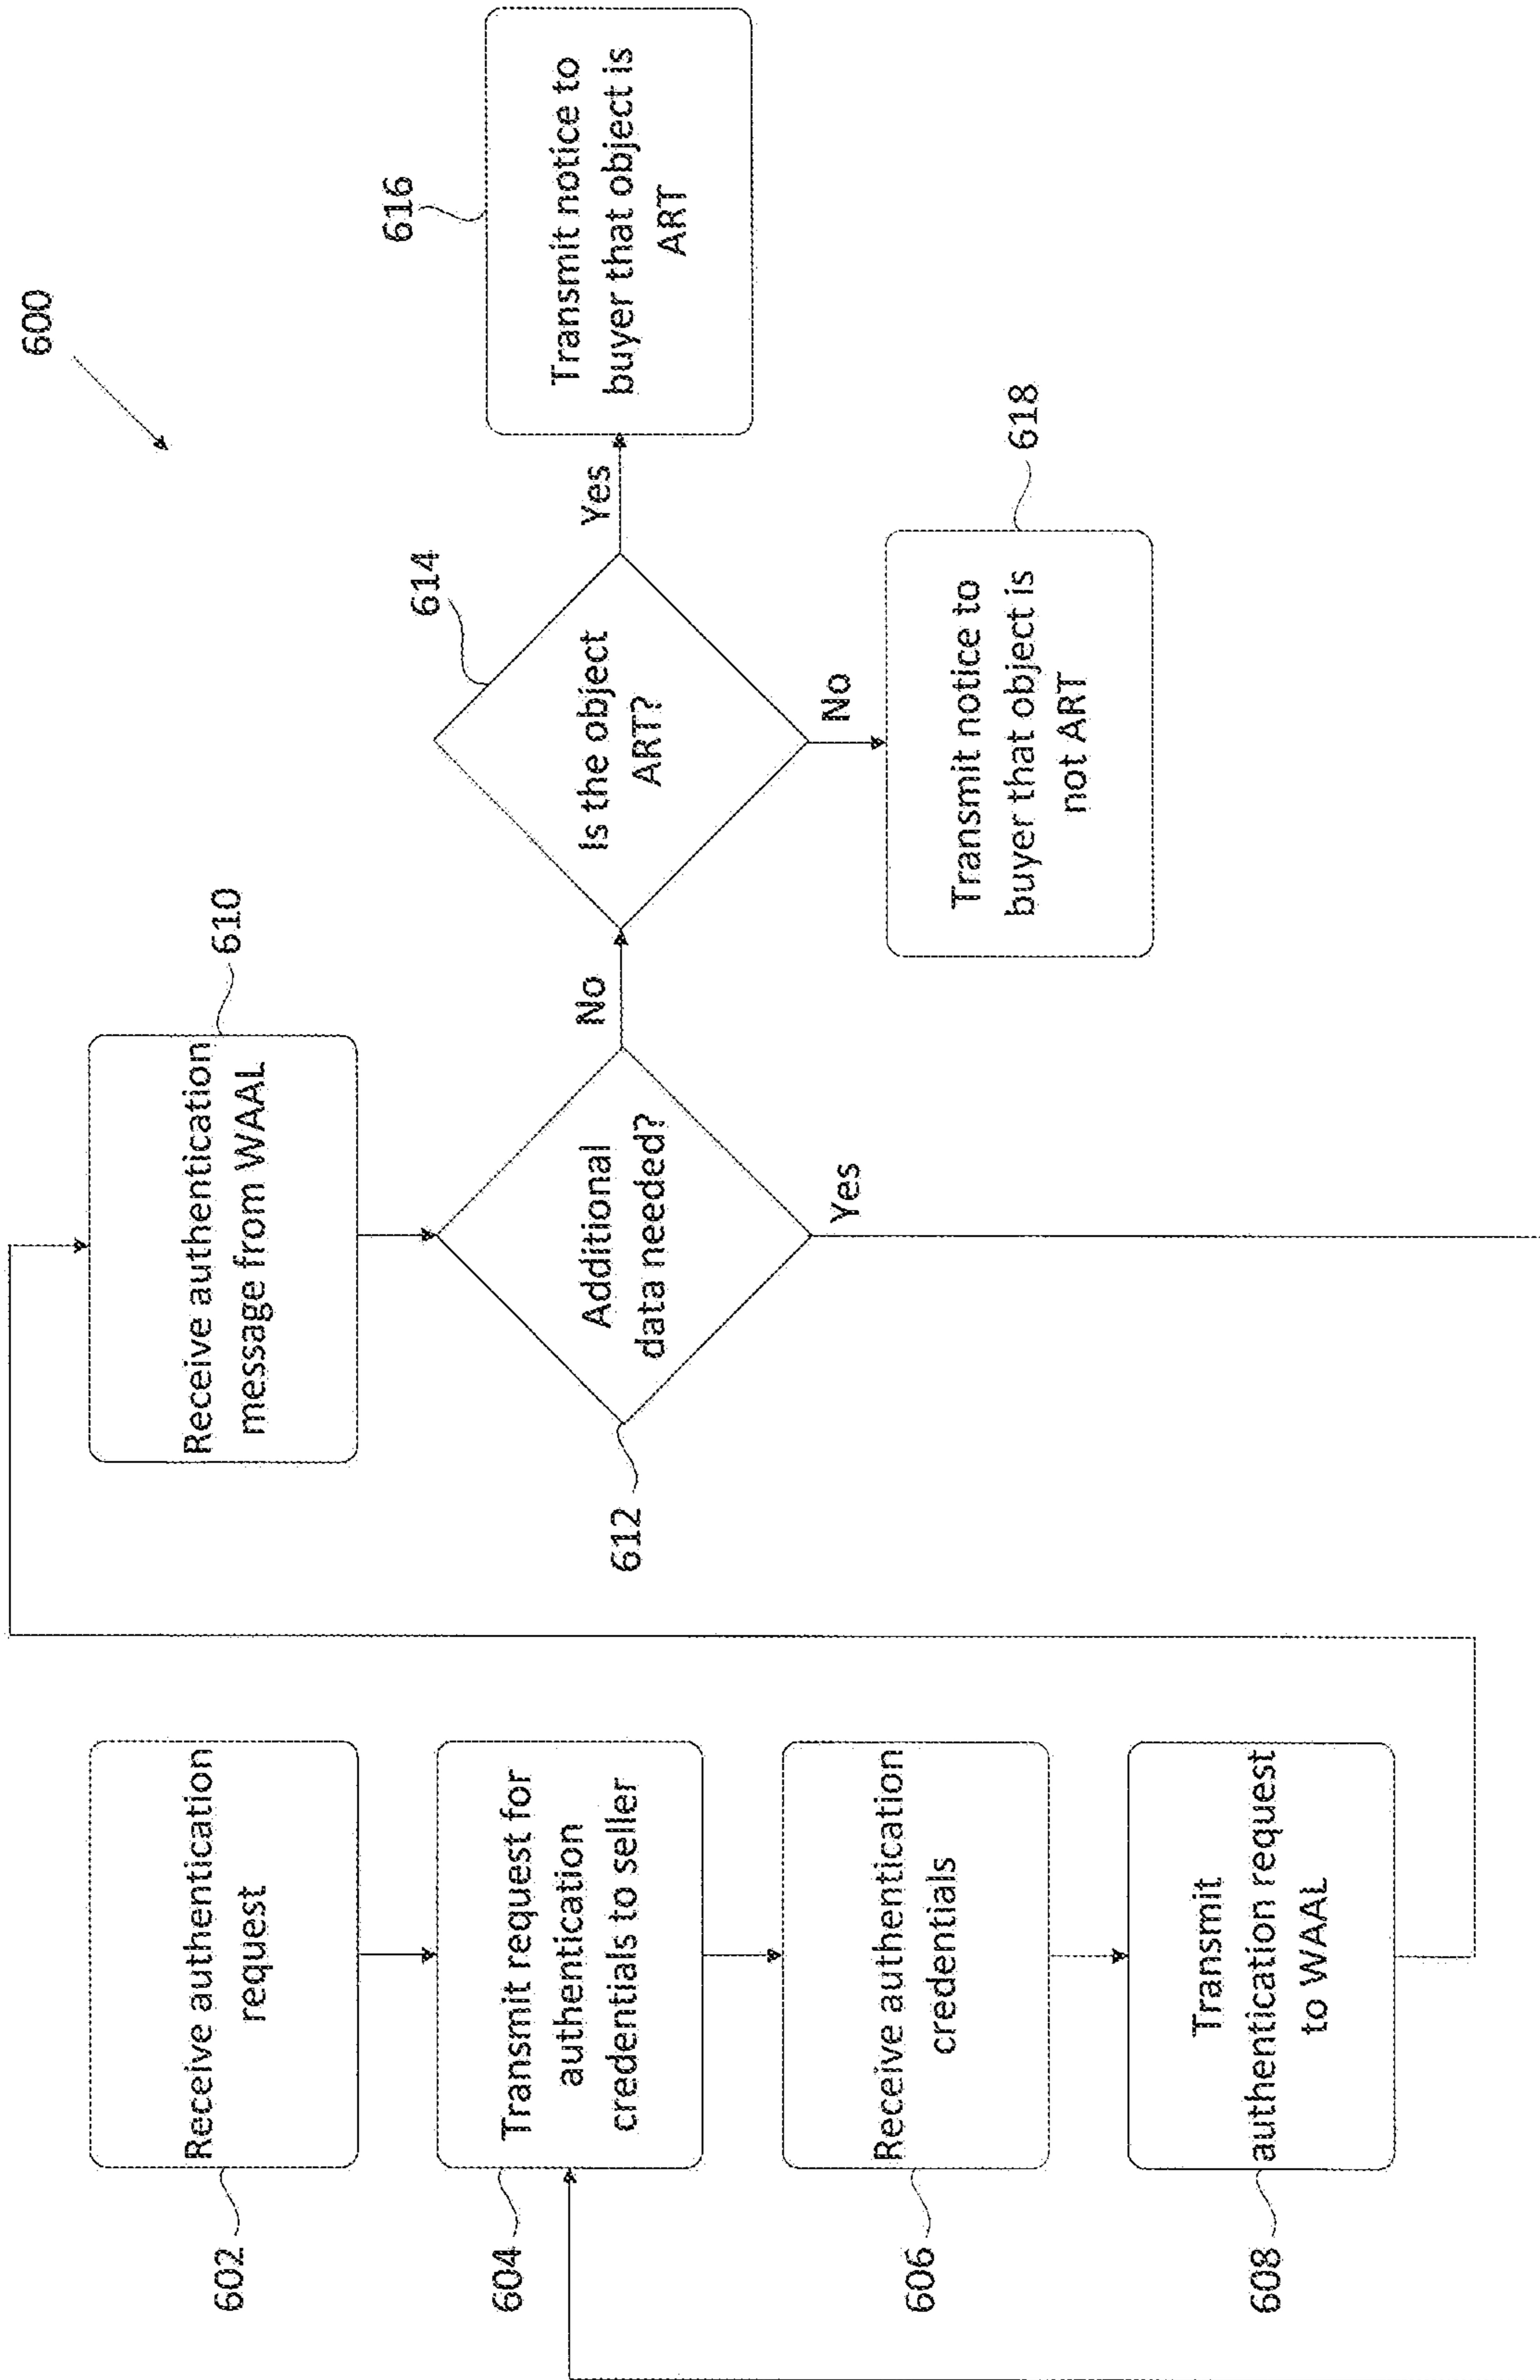 600
602
Receive authentication
request
604
Transmit request for
authentication
credentials to seller
606
Receive authentication
credentials
608
Transmit
authentication request
to WAAL
610
Receive authentication
message from WAAL
612
Additional
data needed?
Yes
No
614
Is the object
ART?
Yes
No
616
Transmit notice to
buyer that object is
ART
618
Transmit notice to
buyer that object is
not ART